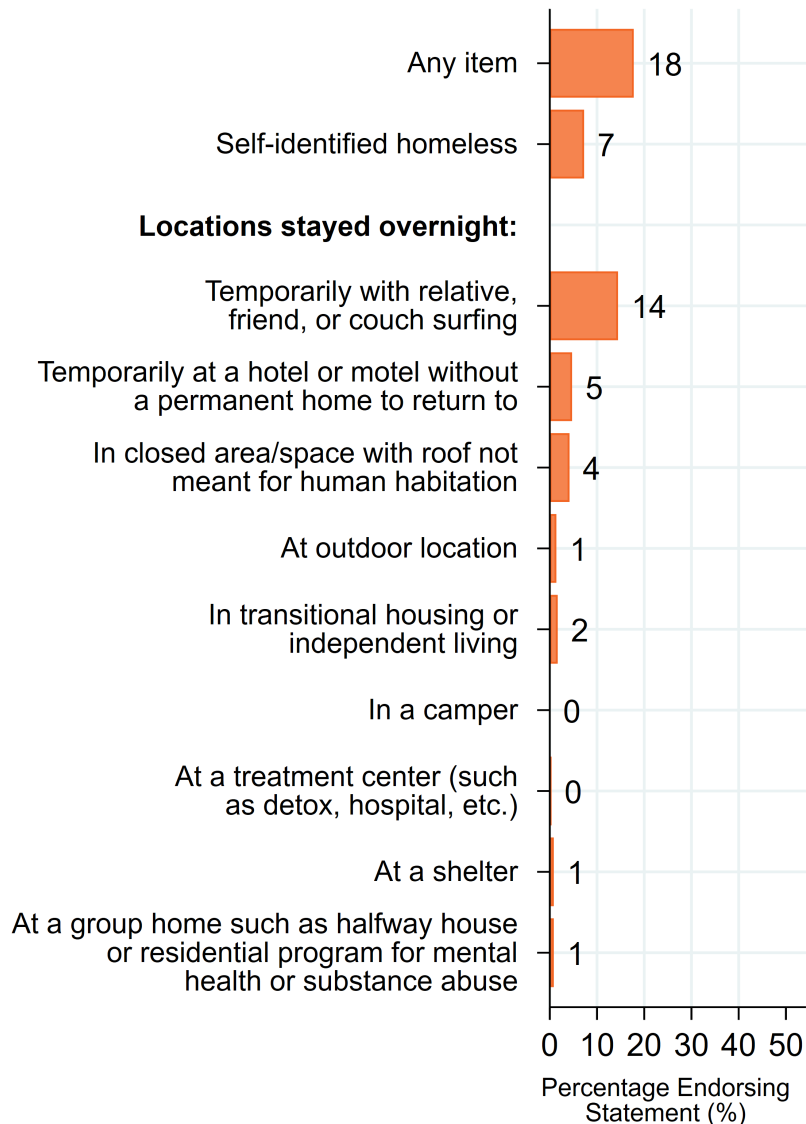 Any item
18
Self-identified homeless
7
Locations stayed overnight:
Temporarily with relative,
friend, or couch surfing
14
Temporarily at a hotel or motel without
a permanent home to return to
5
In closed area/space with roof not
meant for human habitation
4
At outdoor location
1
In transitional housing or
independent living
2
In a camper
0
At a treatment center (such
as detox, hospital, etc.)
0
At a shelter
1
At a group home such as halfway house
or residential program for mental
health or substance abuse
1
0 10 20 30 40 50
Percentage Endorsing
Statement (%)